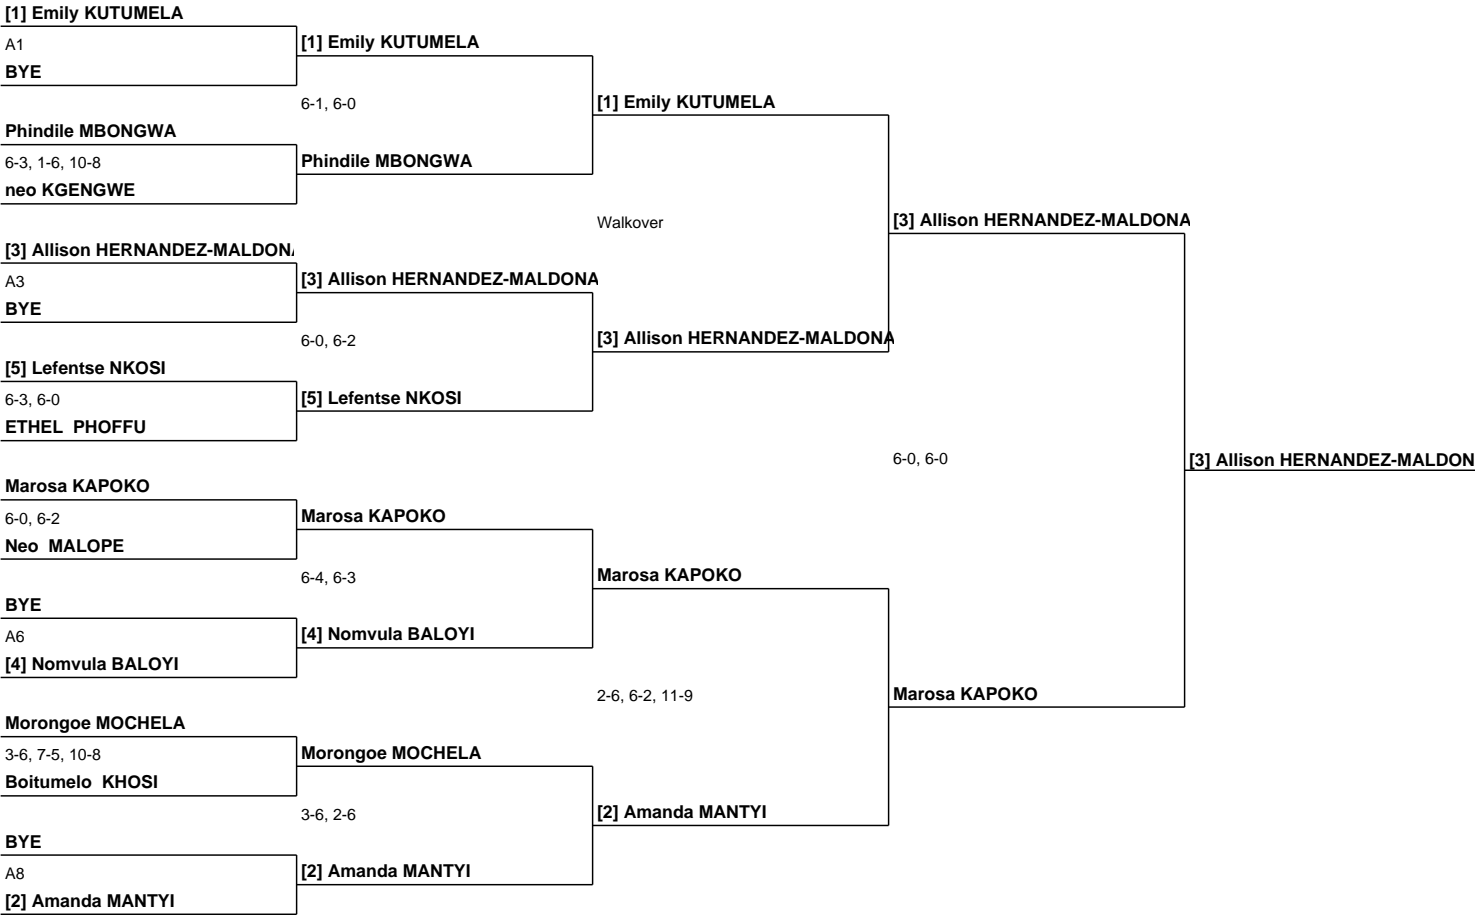 [1] Emily KUTUMELA
A1
BYE
Phindile MBONGWA
6-3, 1-6, 10-8
neo KGENGWE
[3] Allison HERNANDEZ-MALDON
A3
BYE
[5] Lefentse NKOSI
6-3, 6-0
ETHEL PHOFFU
Marosa KAPOKO
6-0, 6-2
Neo MALOPE
BYE
A6
[4] Nomvula BALOYI
Morongoe MOCHELA
3-6, 7-5, 10-8
Boitumelo KHOSI
BYE
A8
[2] Amanda MANTYI
[1] Emily KUTUMELA
6-1, 6-0
Phindile MBONGWA
[3] Allison HERNANDEZ-MALDONA
6-0, 6-2
[5] Lefentse NKOSI
Marosa KAPOKO
6-4, 6-3
[4] Nomvula BALOYI
Morongoe MOCHELA
3-6, 2-6
[2] Amanda MANTYI
[1] Emily KUTUMELA
Walkover
[3] Allison HERNANDEZ-MALDONA
Marosa KAPOKO
2-6, 6-2, 11-9
[2] Amanda MANTYI
[3] Allison HERNANDEZ-MALDONA
6-0, 6-0
Marosa KAPOKO
[3] Allison HERNANDEZ-MALDON